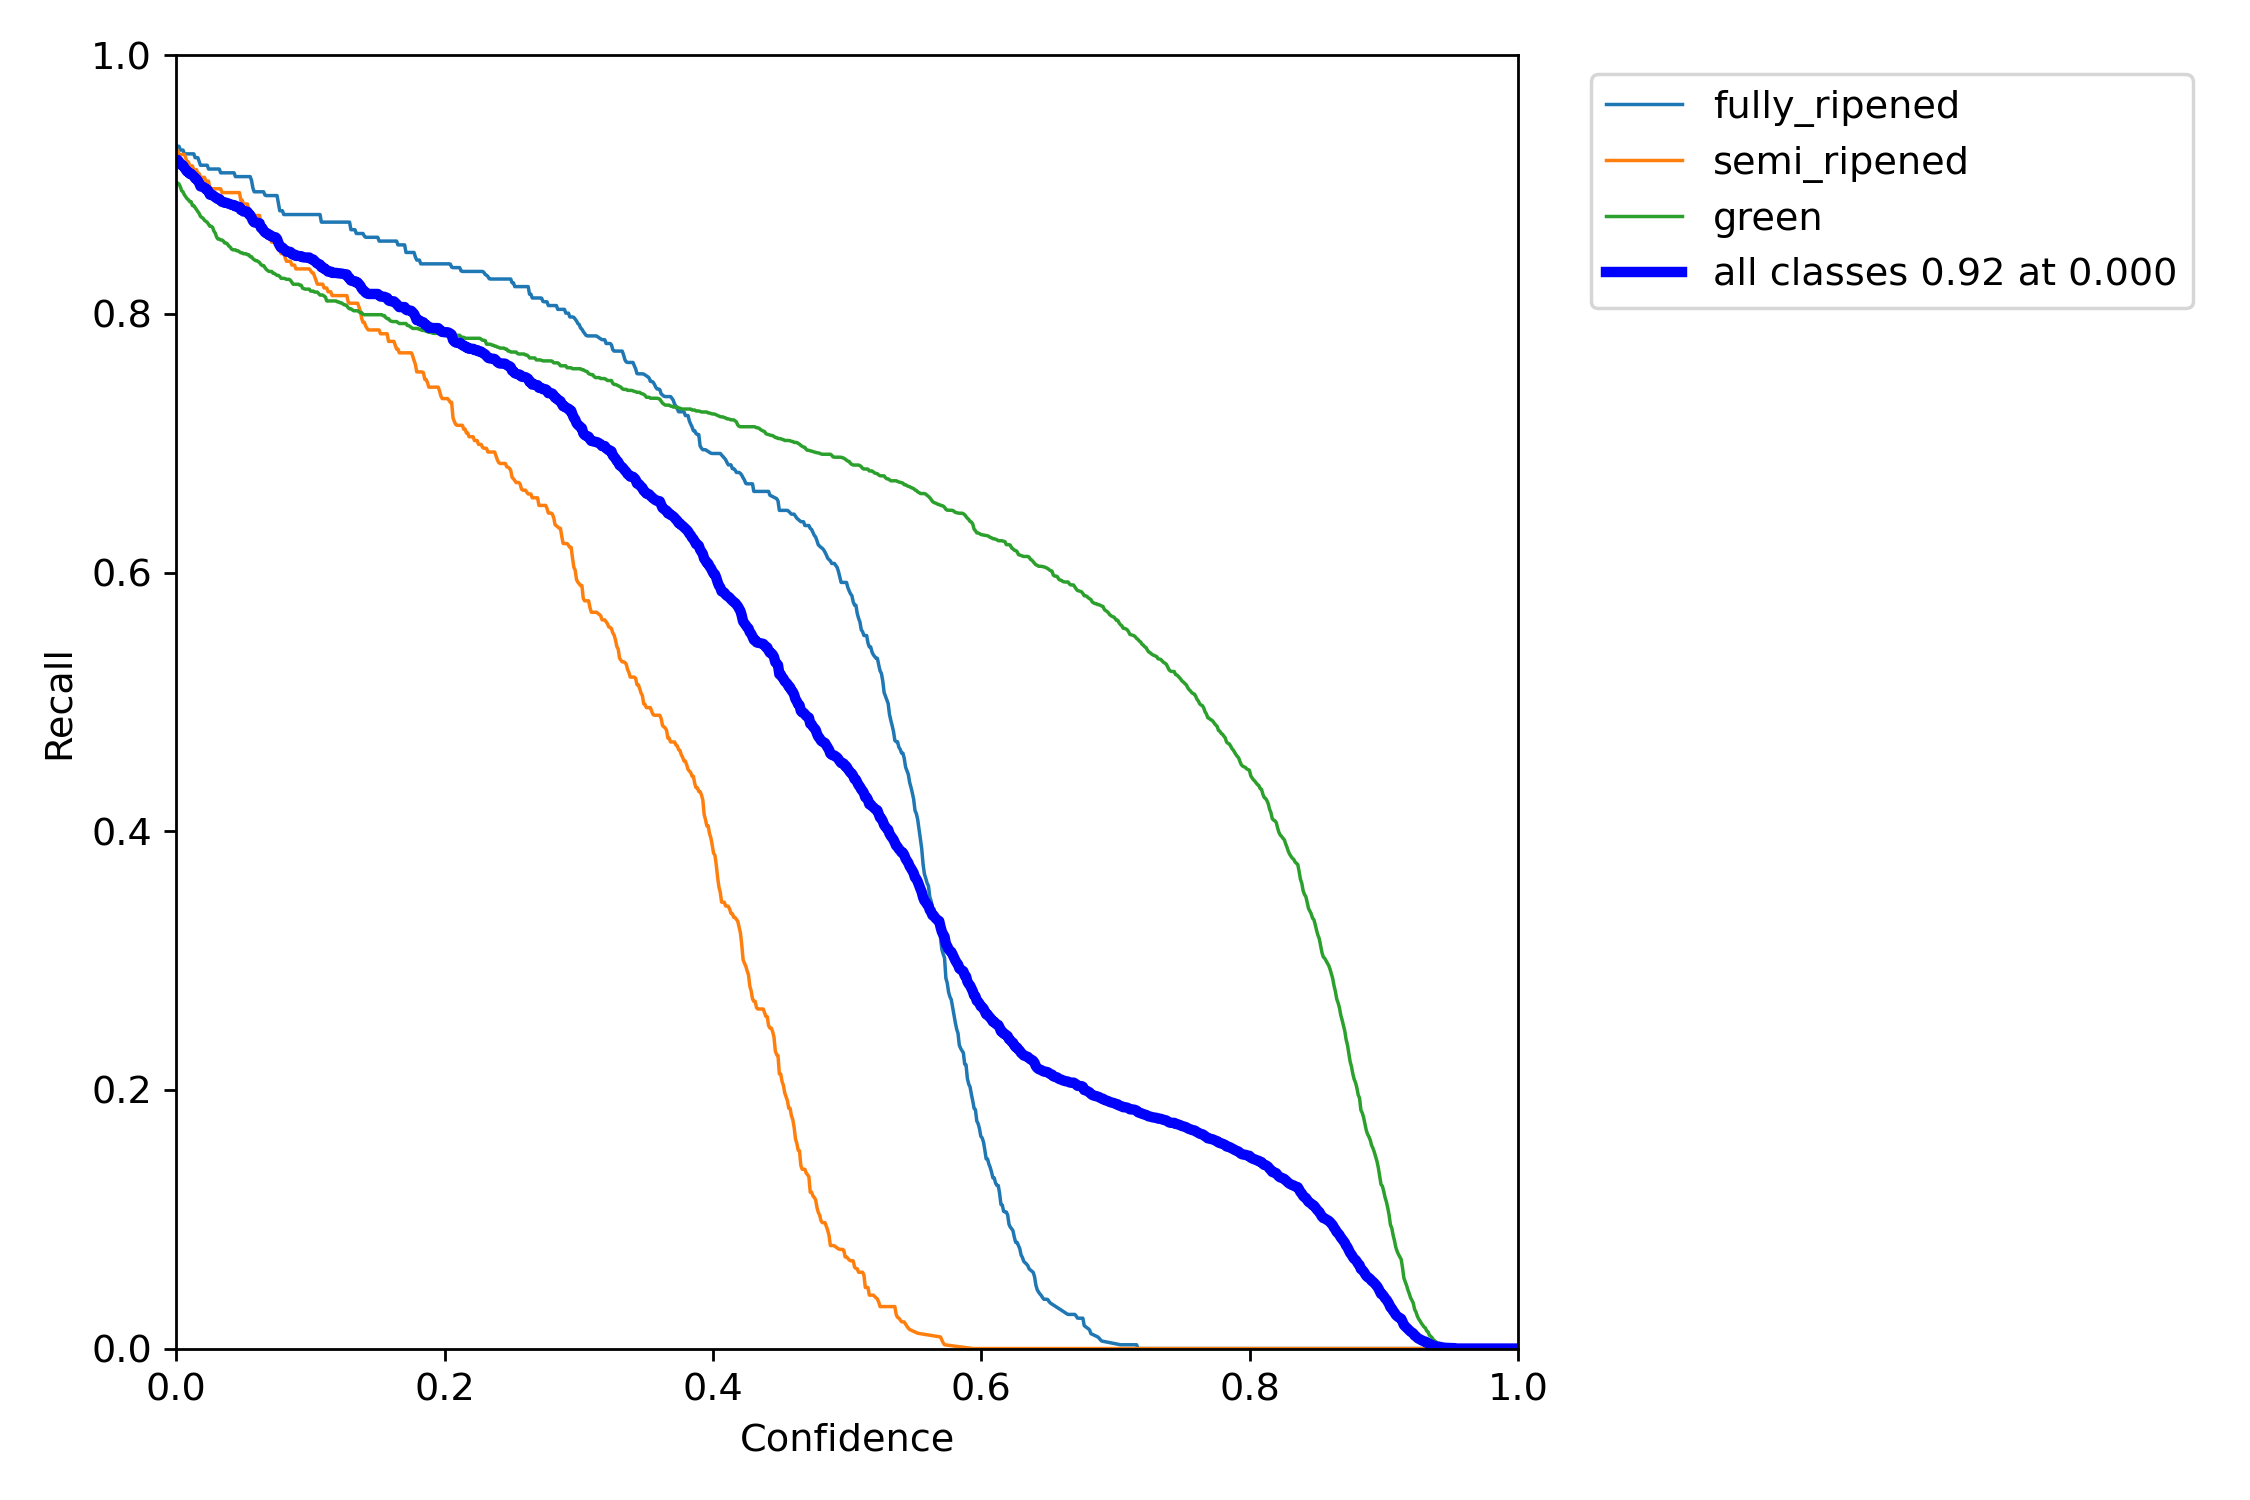 1.0
0.8
0.6
0.4
0.2
0.0
Recall
0.0 0.2 0.4 0.6 0.8 1.0
Confidence
fully_ripened
semi_ripened
green
all classes 0.92 at 0.000